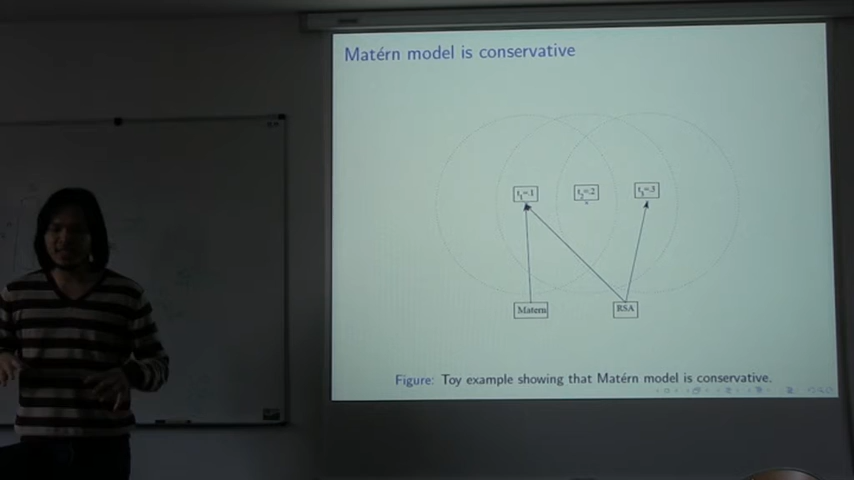 Matérn model is conservative
t1=.1
t2=.2
t3=.3
Matern
RSA
Figure: Toy example showing that Matérn model is conservative.